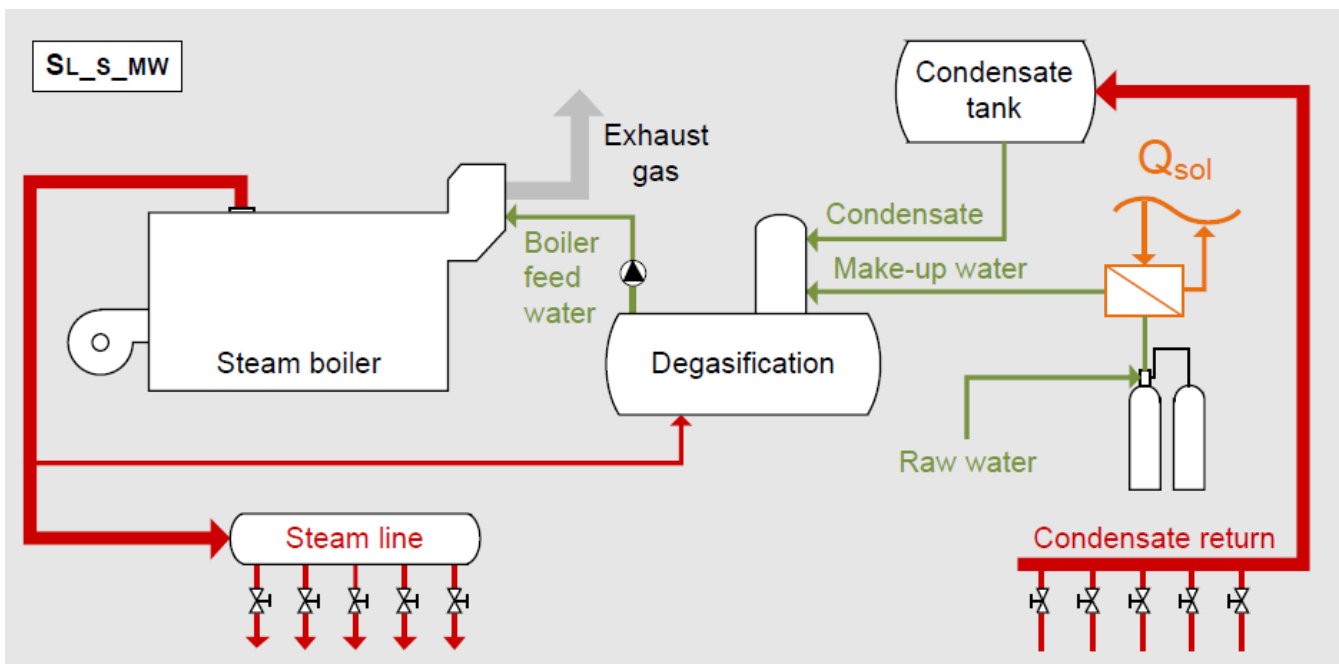 SL_S_MW
Condensate
tank
Exhaust
gas
Qsol
Condensate
Boiler
feed
water
Make-up water
Steam boiler
Degasification
Raw water
Steam line
Condensate return